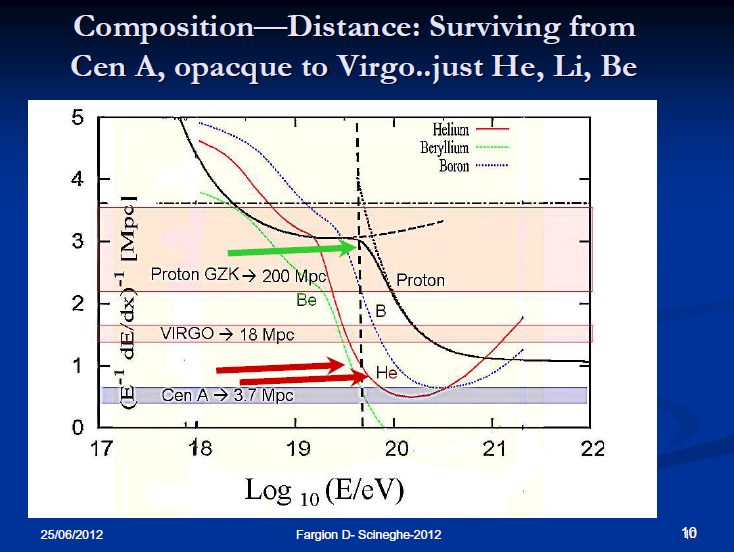 Composition—Distance: Surviving from
Cen A, opacque to Virgo..just He, Li, Be
5
4
3
2
1
0
(E⁻¹ dE/dx)⁻¹ [Mpc]
Helium
Beryllium
Boron
Proton GZK → 200 Mpc
Proton
Be
B
VIRGO → 18 Mpc
He
Cen A → 3.7 Mpc
17 18 19 20 21 22
Log 10 (E/eV)
25/06/2012
Fargion D- Scineghe-2012